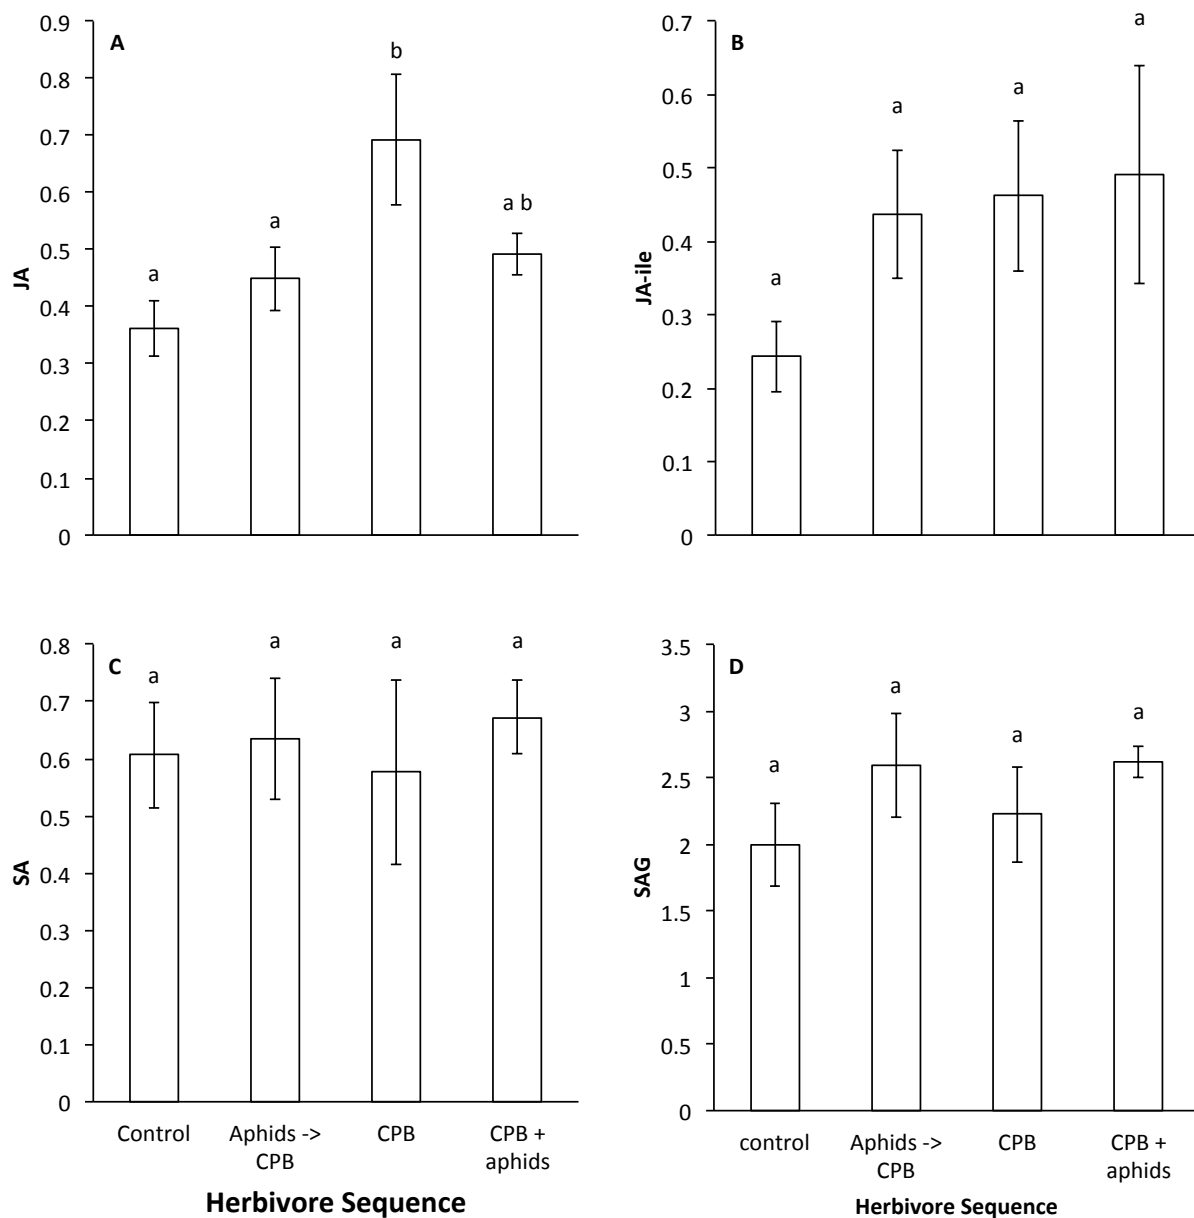 A
JA
0.9
0.8
0.7
0.6
0.5
0.4
0.3
0.2
0.1
0
a
a
b
a b
B
JA-ile
0.7
0.6
0.5
0.4
0.3
0.2
0.1
0
a
a
a
a
C
SA
0.8
0.7
0.6
0.5
0.4
0.3
0.2
0.1
0
a
a
a
a
Control
Aphids ->
CPB
CPB
CPB +
aphids
Herbivore Sequence
D
SAG
3.5
3
2.5
2
1.5
1
0.5
0
a
a
a
a
control
Aphids ->
CPB
CPB
CPB +
aphids
Herbivore Sequence